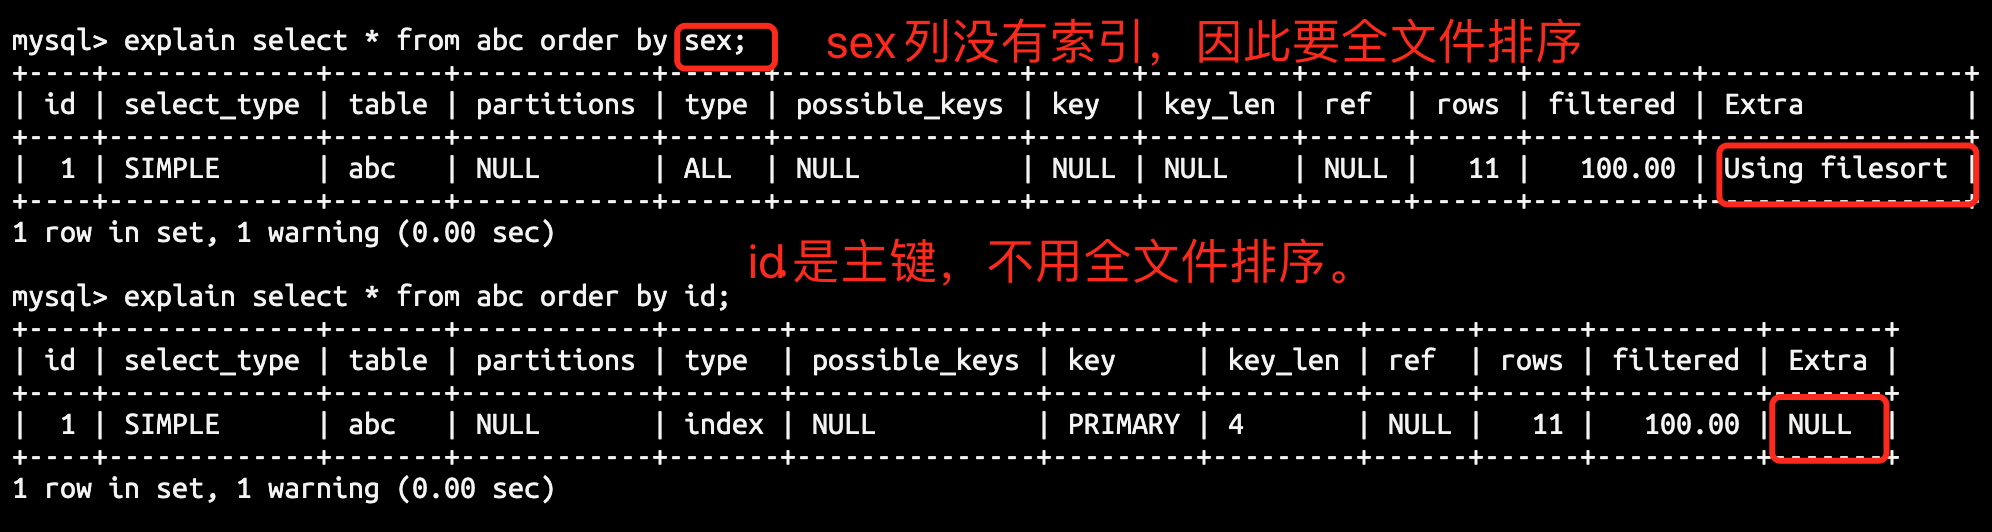 mysql> explain select * from abc order by sex; sex列没有索引，因此要全文件排序
+----+-------------+-------+------------+------+---------------+------+---------+------+------+----------+----------------+
| id | select_type | table | partitions | type | possible_keys | key | key_len | ref | rows | filtered | Extra |
+----+-------------+-------+------------+------+---------------+------+---------+------+------+----------+----------------+
| 1 | SIMPLE | abc | NULL | ALL | NULL | NULL | NULL | NULL | 11 | 100.00 | Using filesort |
+----+-------------+-------+------------+------+---------------+------+---------+------+------+----------+----------------+
1 row in set, 1 warning (0.00 sec)
id是主键，不用全文件排序。
mysql> explain select * from abc order by id;
+----+-------------+-------+------------+-------+---------------+---------+---------+------+------+----------+-------+
| id | select_type | table | partitions | type | possible_keys | key | key_len | ref | rows | filtered | Extra |
+----+-------------+-------+------------+-------+---------------+---------+---------+------+------+----------+-------+
| 1 | SIMPLE | abc | NULL | index | NULL | PRIMARY | 4 | NULL | 11 | 100.00 | NULL |
+----+-------------+-------+------------+-------+---------------+---------+---------+------+------+----------+-------+
1 row in set, 1 warning (0.00 sec)